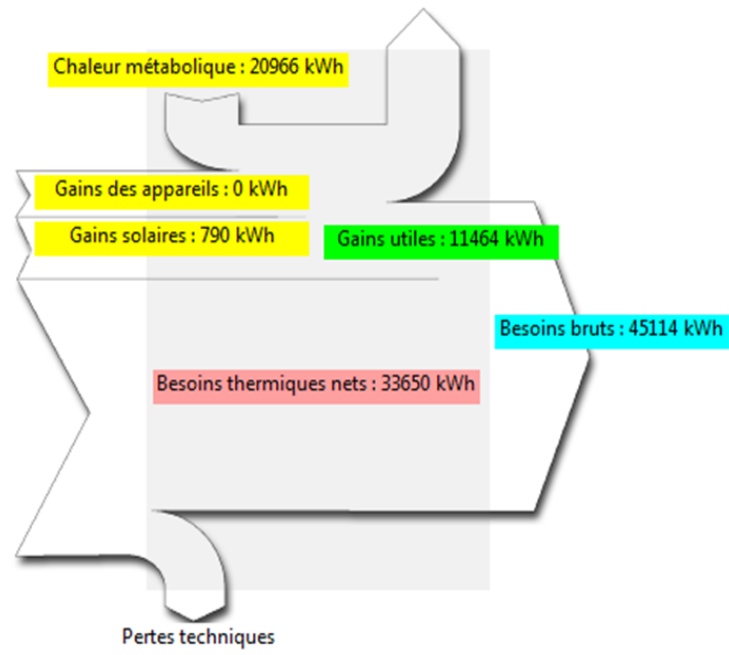 Chaleur métabolique : 20966 kWh
Gains des appareils : 0 kWh
Gains solaires : 790 kWh
Gains utiles : 11464 kWh
Besoins bruts : 45114 kWh
Besoins thermiques nets : 33650 kWh
Pertes techniques